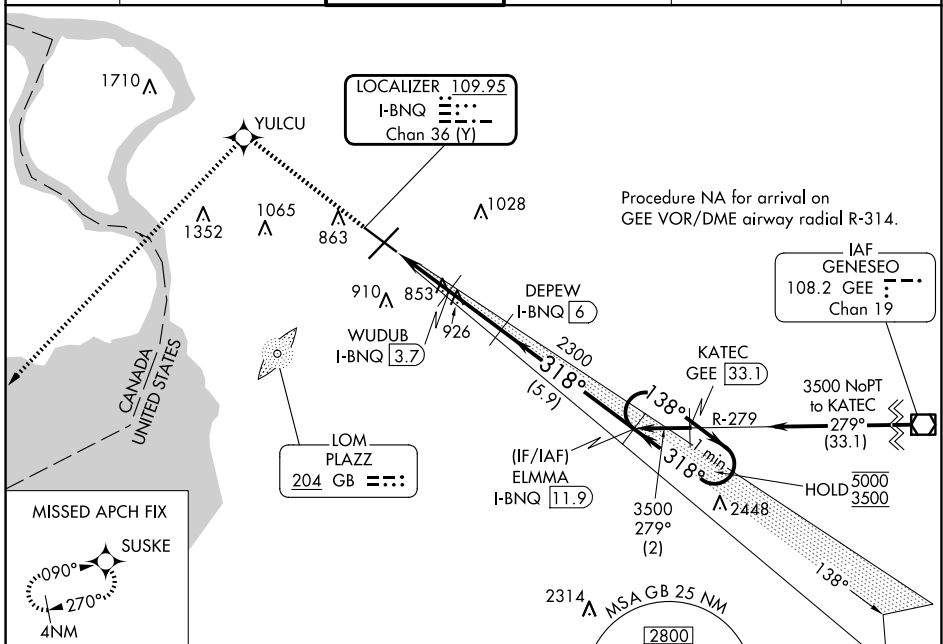 1710
YULCU
LOCALIZER 109.95
I-BNQ
Chan 36 (Y)
1352
1065
863
1028
Procedure NA for arrival on
GEE VOR/DME airway radial R-314.
IAF
GENESEO
108.2 GEE
Chan 19
910
853
926
WUDUB
I-BNQ 3.7
DEPEW
I-BNQ 6
2300
318°
(5.9)
KATEC
GEE 33.1
138°
R-279
3500 NoPT
to KATEC
279°
(33.1)
CANADA
UNITED STATES
LOM
PLAZZ
204 GB
(IF/IAF)
ELMMA
I-BNQ 11.9
1 min
318°
HOLD 5000
3500
2448
3500
279°
(2)
138°
MISSED APCH FIX
SUSKE
090°
270°
4NM
2314
MSA GB 25 NM
2800